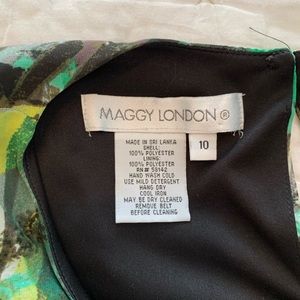 MAGGY LONDON®
10
MADE IN SRI LANKA
SHELL:
100% POLYESTER
LINING:
100% POLYESTER
RN# 58142
HAND WASH COLD
USE MILD DETERGENT
HANG DRY
COOL IRON
MAY BE DRY CLEANED
REMOVE BELT
BEFORE CLEANING